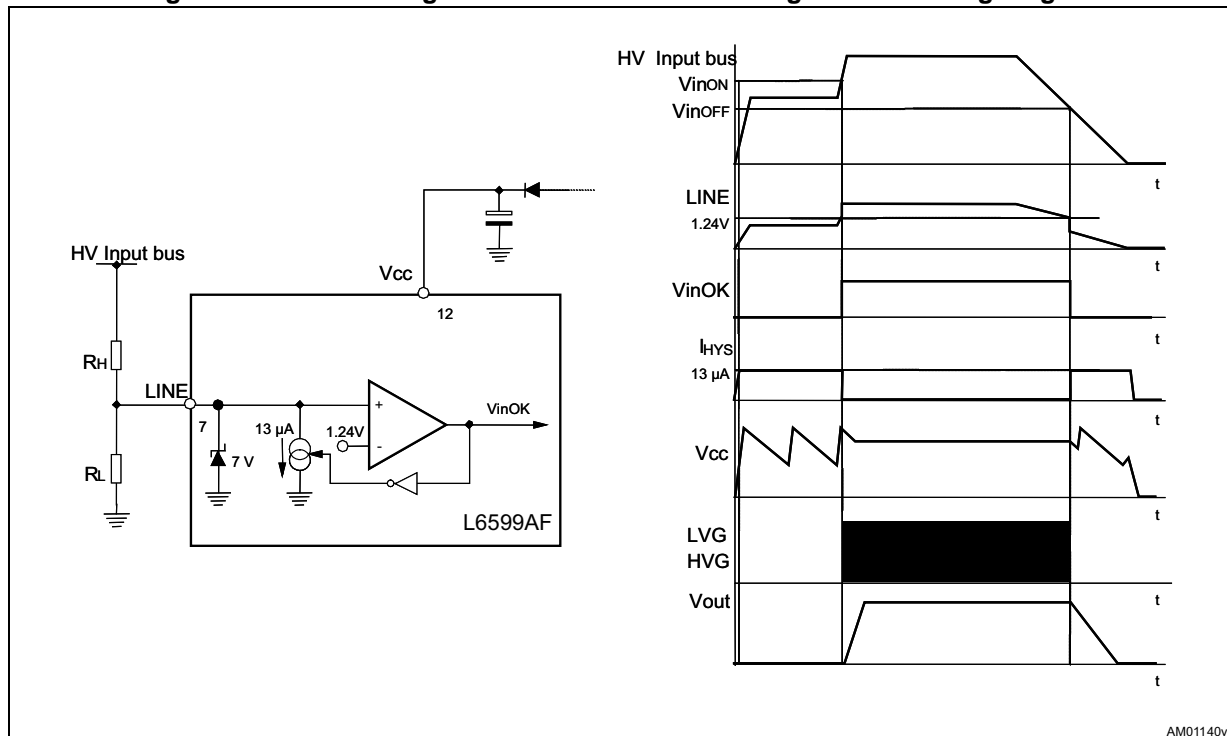 HV Input bus
VinON
VinOFF
t
LINE
1.24V
t
VinOK
t
IHYS
13 µA
t
Vcc
t
LVG
HVG
t
Vout
t
HV Input bus
Vcc
12
RH
LINE
7
13 µA
1.24V
+
-
VinOK
7 V
RL
L6599AF
AM01140v